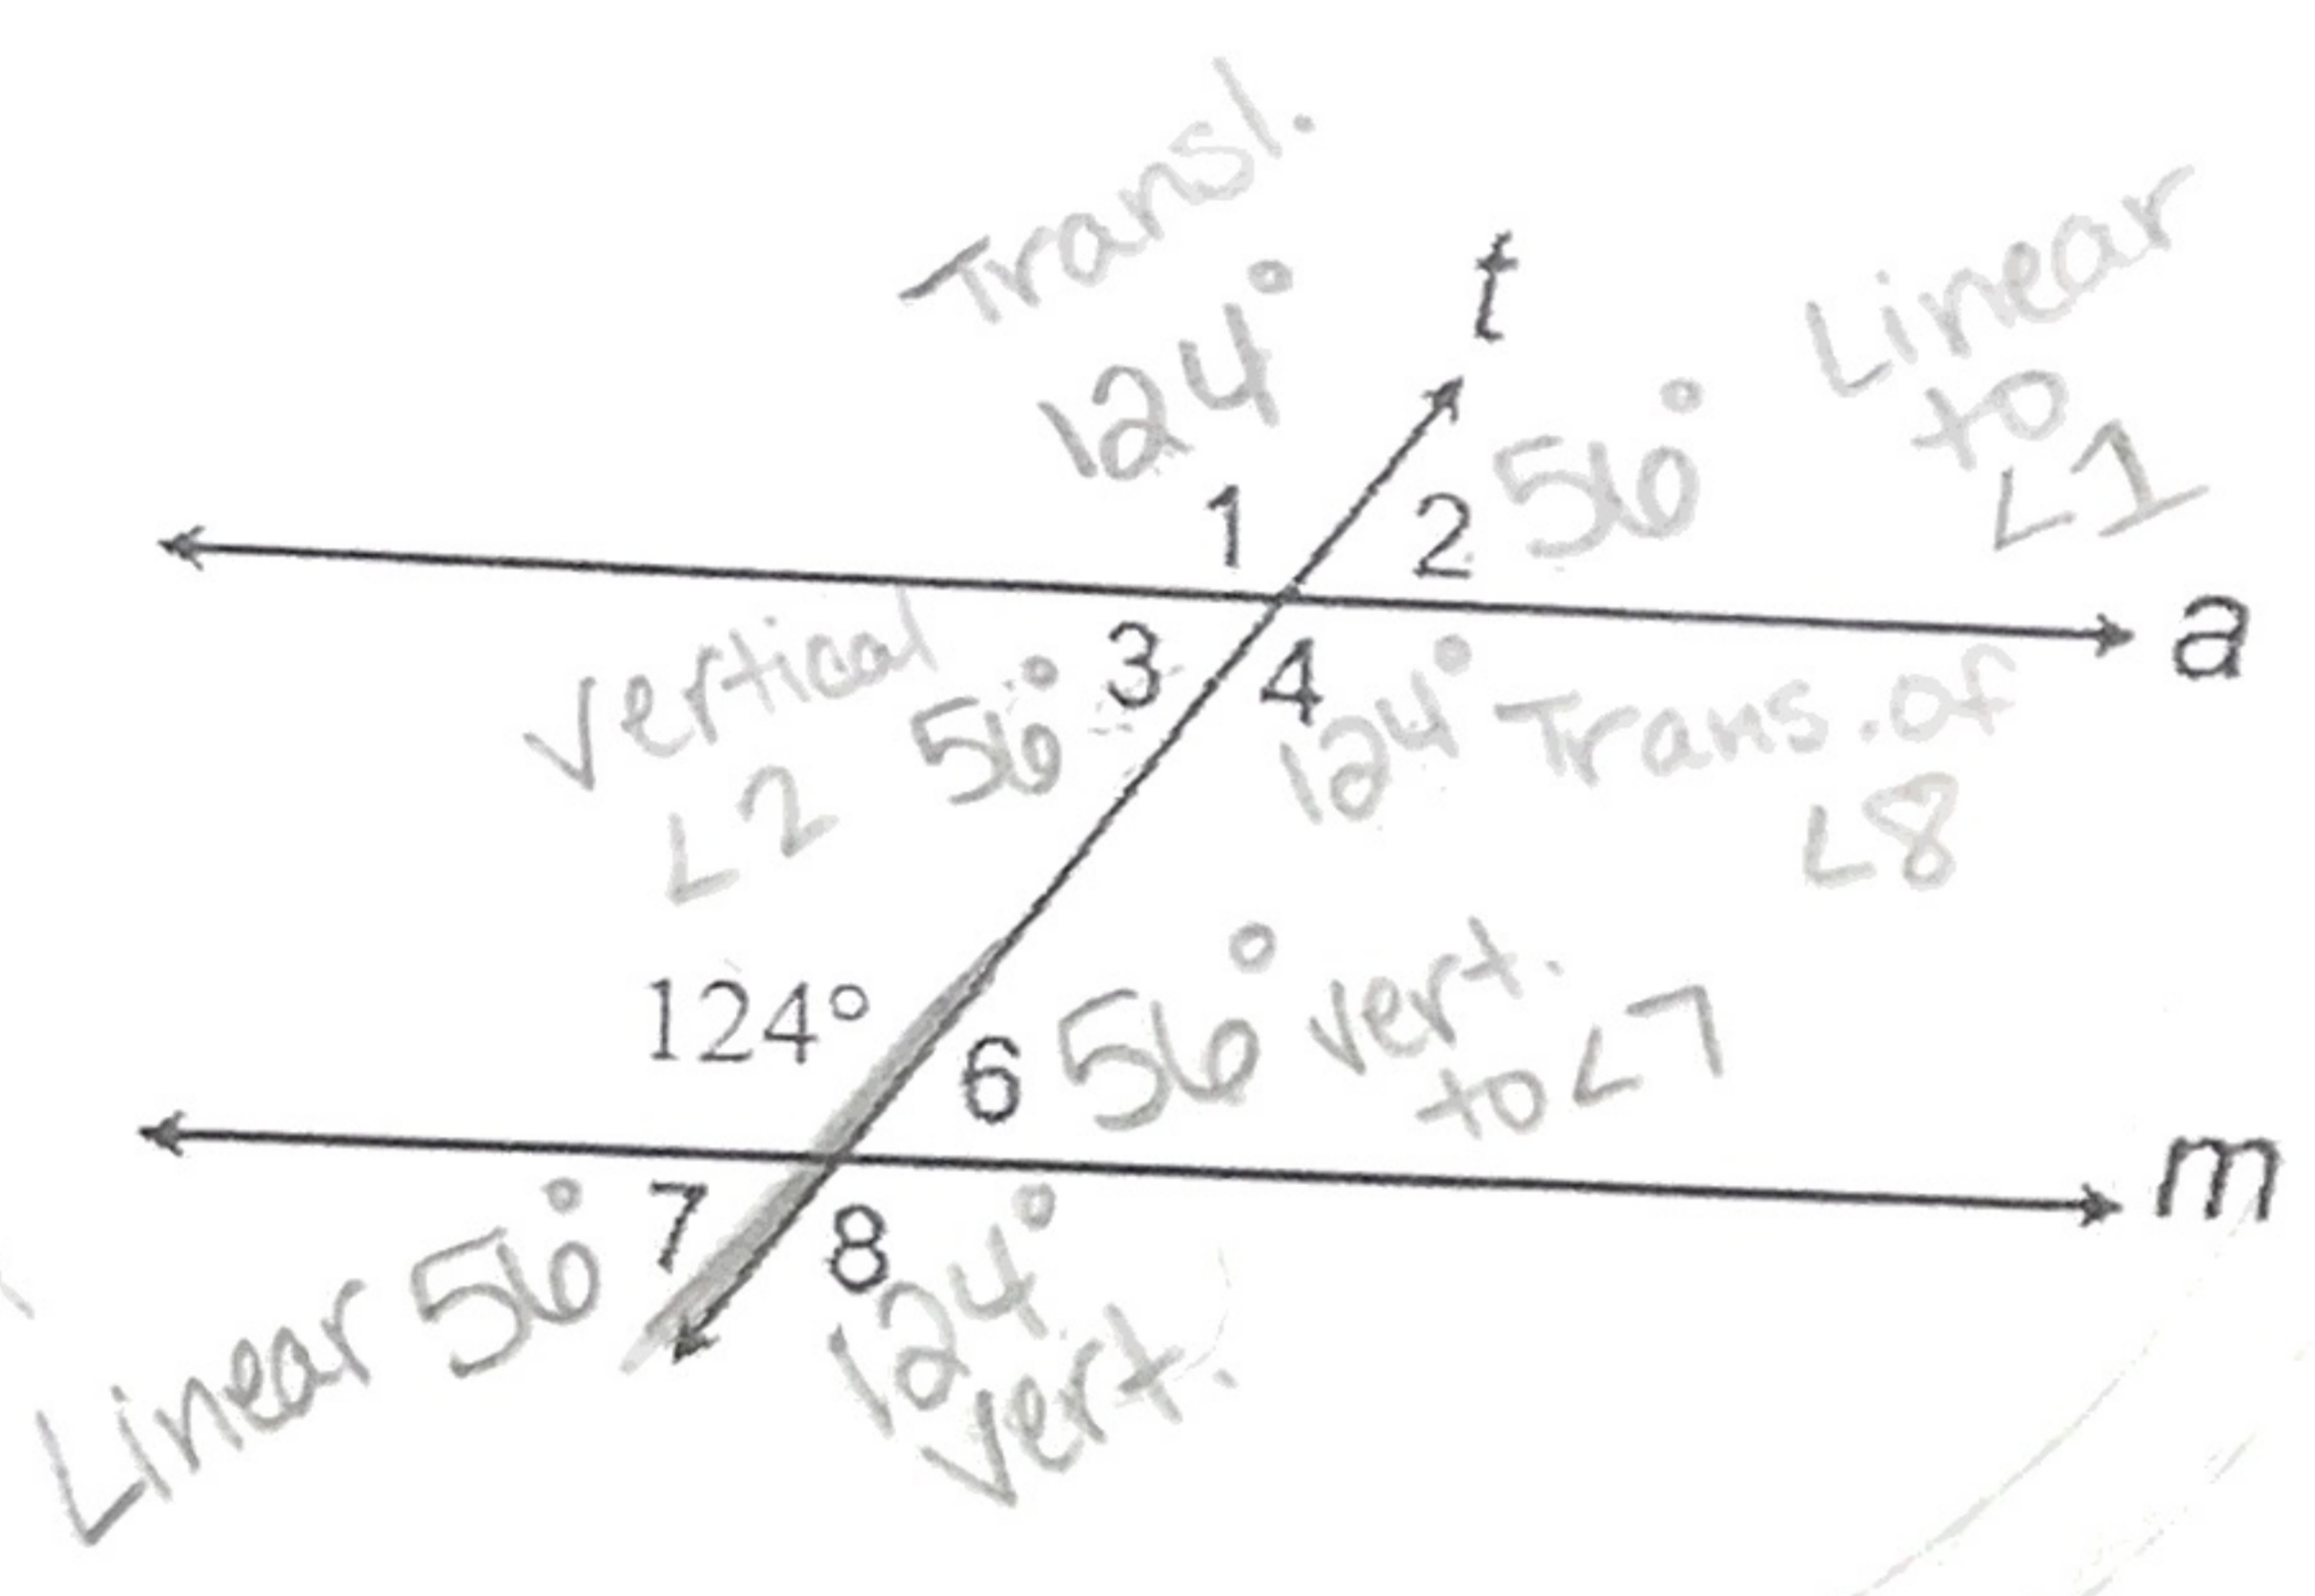 Transl.
124°
t
Linear
to
∠1
1
2
56°
a
vertical
∠2
56°
3
4
124° Trans. of
∠8
124°
6
56° vert.
to ∠7
m
Linear 56°
7
8
124°
vert.